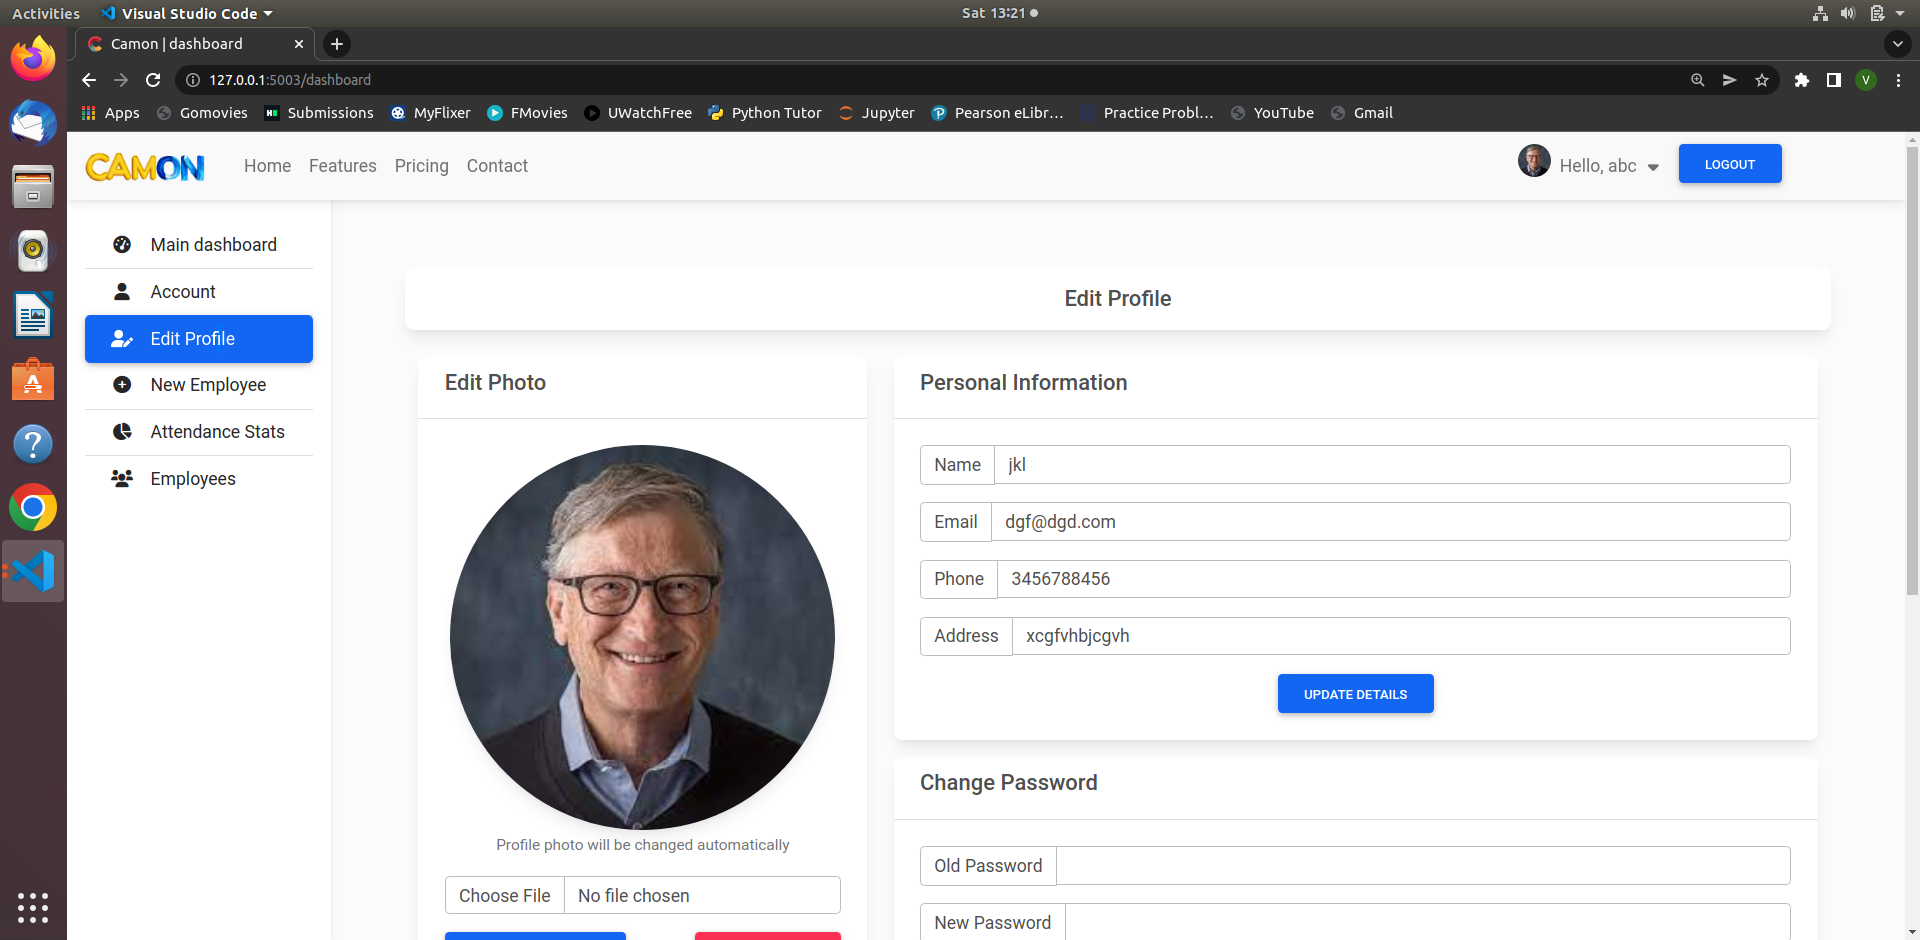 Activities
Visual Studio Code
Sat 13:21
Camon | dashboard
127.0.0.1:5003/dashboard
V
Apps
Gomovies
Submissions
MyFlixer
FMovies
UWatchFree
Python Tutor
Jupyter
Pearson eLibr...
Practice Probl...
YouTube
Gmail
CAMON
Home
Features
Pricing
Contact
Hello, abc
LOGOUT
Main dashboard
Account
Edit Profile
New Employee
Attendance Stats
Employees
Edit Profile
Edit Photo
Profile photo will be changed automatically
Choose File
No file chosen
Personal Information
Name
jkl
Email
dgf@dgd.com
Phone
3456788456
Address
xcgfvhbjcgvh
UPDATE DETAILS
Change Password
Old Password
New Password